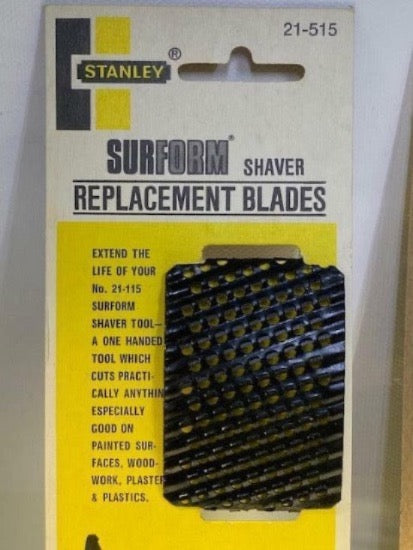 21-515
STANLEY®
SURFORM® SHAVER
REPLACEMENT BLADES
EXTEND THE
LIFE OF YOUR
No. 21-115
SURFORM
SHAVER TOOL—
A ONE HANDED
TOOL WHICH
CUTS PRACTI-
CALLY ANYTHIN
ESPECIALLY
GOOD ON
PAINTED SUR-
FACES, WOOD-
WORK, PLASTER
& PLASTICS.